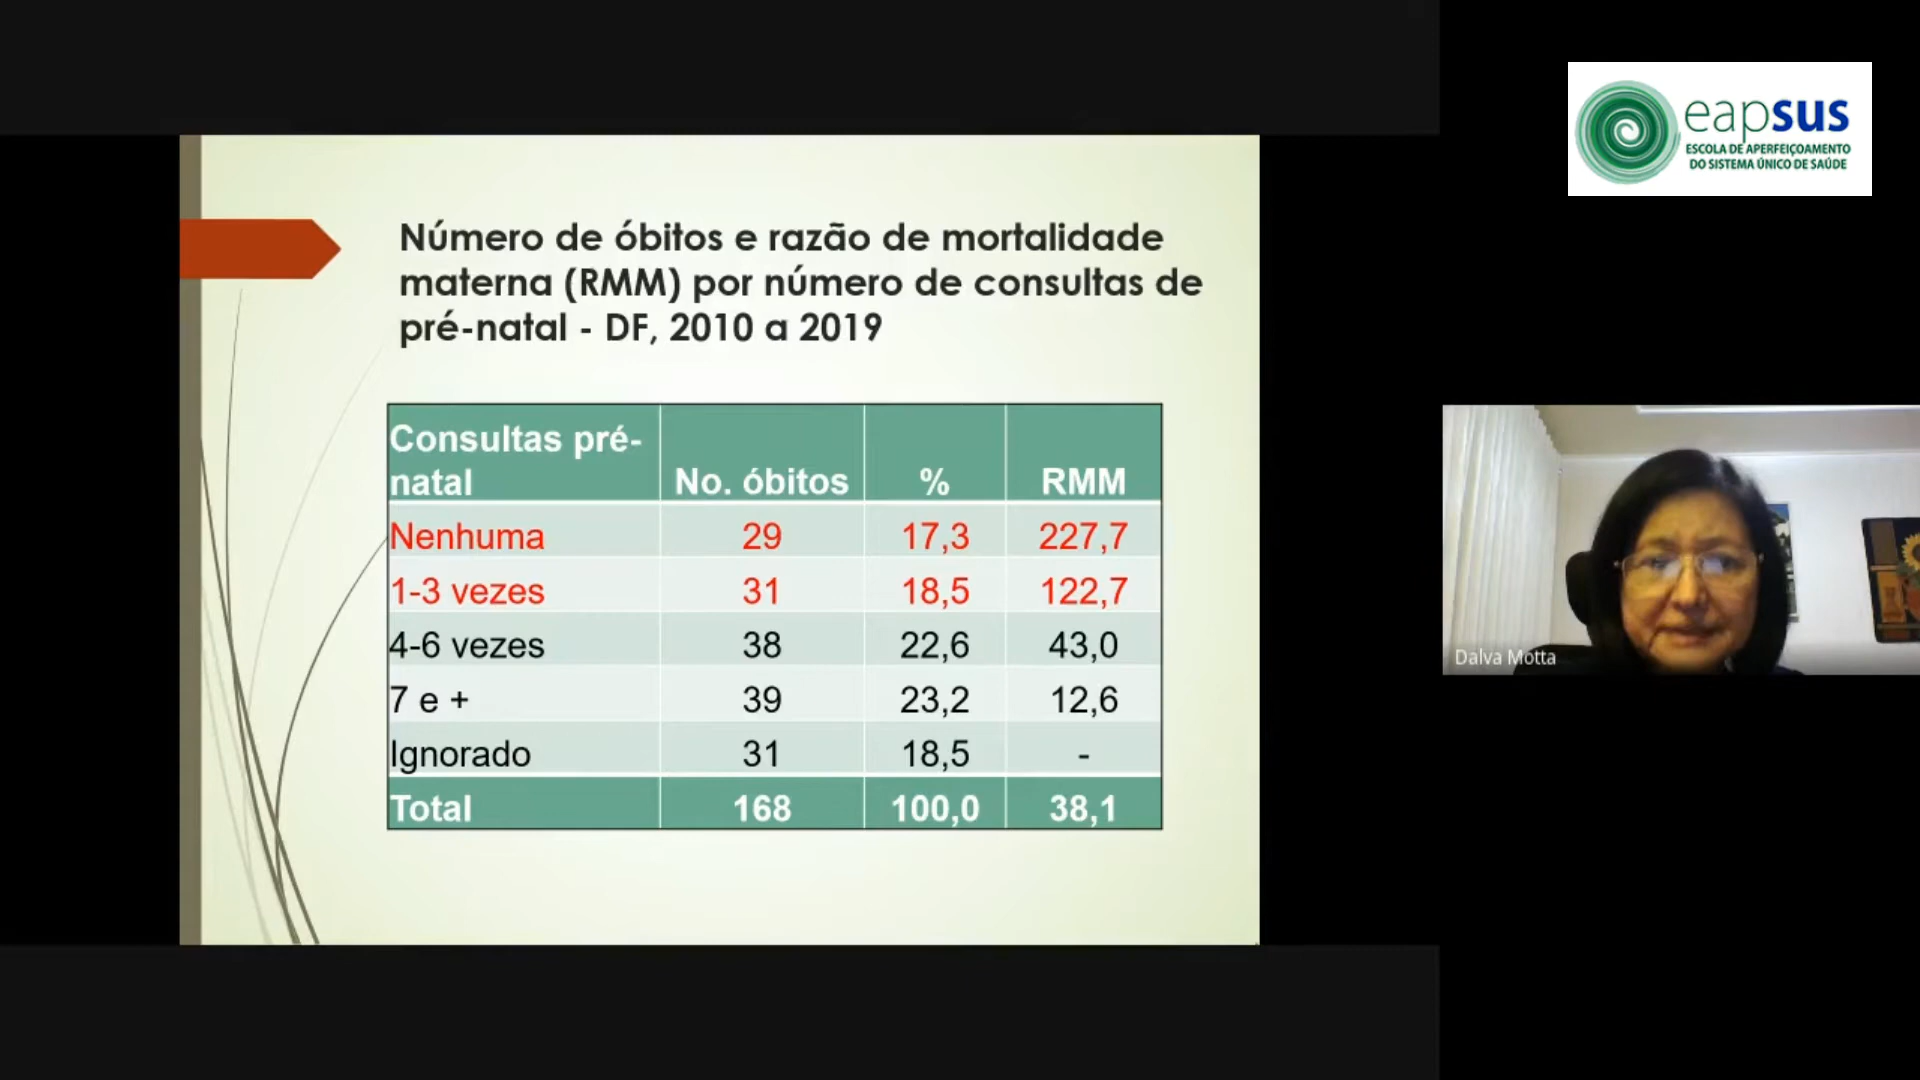 eapsus
ESCOLA DE APERFEIÇOAMENTO
DO SISTEMA ÚNICO DE SAÚDE
Número de óbitos e razão de mortalidade
materna (RMM) por número de consultas de
pré-natal - DF, 2010 a 2019
Consultas pré-
natal No. óbitos % RMM
Nenhuma 29 17,3 227,7
1-3 vezes 31 18,5 122,7
4-6 vezes 38 22,6 43,0
7 e + 39 23,2 12,6
Ignorado 31 18,5 -
Total 168 100,0 38,1
Dalva Motta